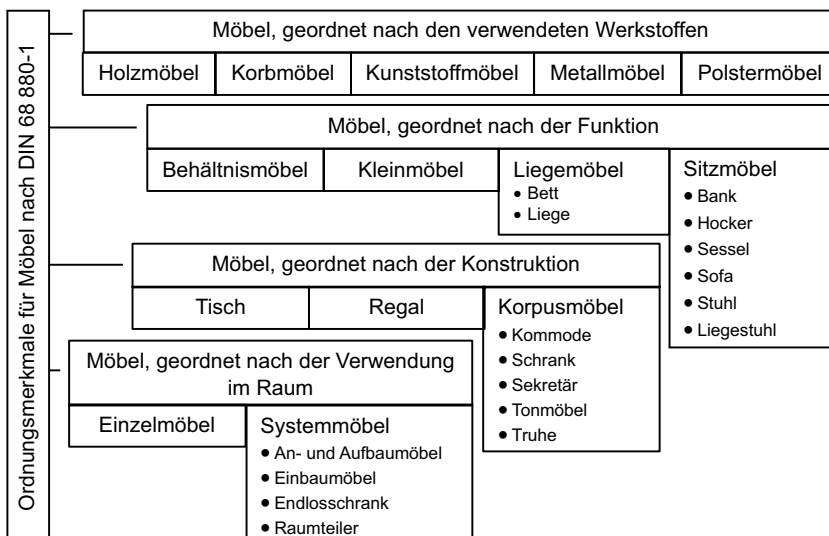 Ordnungsmerkmale für Möbel nach DIN 68 880-1
Möbel, geordnet nach den verwendeten Werkstoffen
Holzmöbel
Korbmöbel
Kunststoffmöbel
Metallmöbel
Polstermöbel
Möbel, geordnet nach der Funktion
Behältnismöbel
Kleinmöbel
Liegemöbel
• Bett
• Liege
Sitzmöbel
• Bank
• Hocker
• Sessel
• Sofa
• Stuhl
• Liegestuhl
Möbel, geordnet nach der Konstruktion
Tisch
Regal
Korpusmöbel
• Kommode
• Schrank
• Sekretär
• Tonmöbel
• Truhe
Möbel, geordnet nach der Verwendung
im Raum
Einzelmöbel
Systemmöbel
• An- und Aufbaumöbel
• Einbaumöbel
• Endlosschrank
• Raumteiler